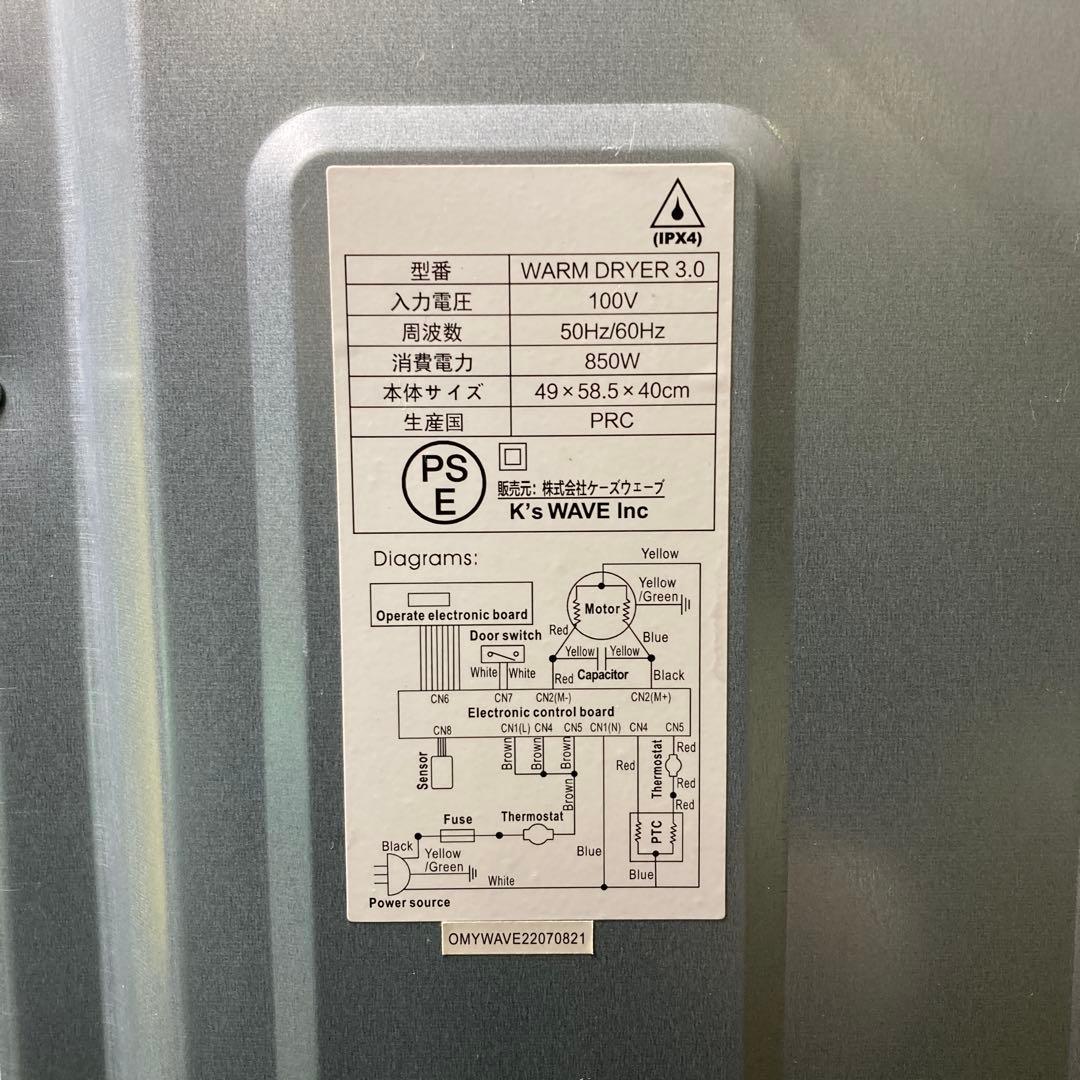 (IPX4)
型番 WARM DRYER 3.0
入力電圧 100V
周波数 50Hz/60Hz
消費電力 850W
本体サイズ 49×58.5×40cm
生産国 PRC
PS
E
販売元: 株式会社ケーズウェーブ
K's WAVE Inc
Diagrams:
Yellow
Operate electronic board
Motor
Yellow
/Green
Red
Blue
Door switch
White White
Yellow Yellow
Red Capacitor Black
CN6 CN7 CN2(M-) CN2(M+)
Electronic control board
CN8 CN1(L) CN4 CN5 CN1(N) CN4 CN5
Sensor
Brown Brown Brown
Brown
Red
Thermostat
Red
Red
Red
PTC
Blue
Fuse
Thermostat
Black
Yellow
/Green
Blue
White
Power source
OMYWAVE22070821